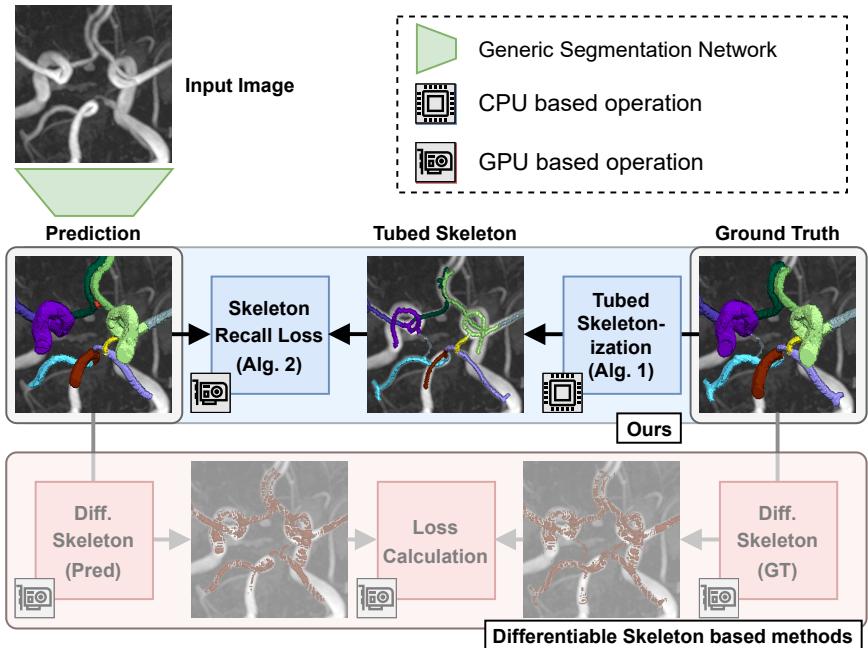 Input Image
Generic Segmentation Network
CPU based operation
GPU based operation
Prediction
Tubed Skeleton
Ground Truth
Skeleton
Recall Loss
(Alg. 2)
Tubed
Skeleton-
ization
(Alg. 1)
Ours
Diff.
Skeleton
(Pred)
Loss
Calculation
Diff.
Skeleton
(GT)
Differentiable Skeleton based methods